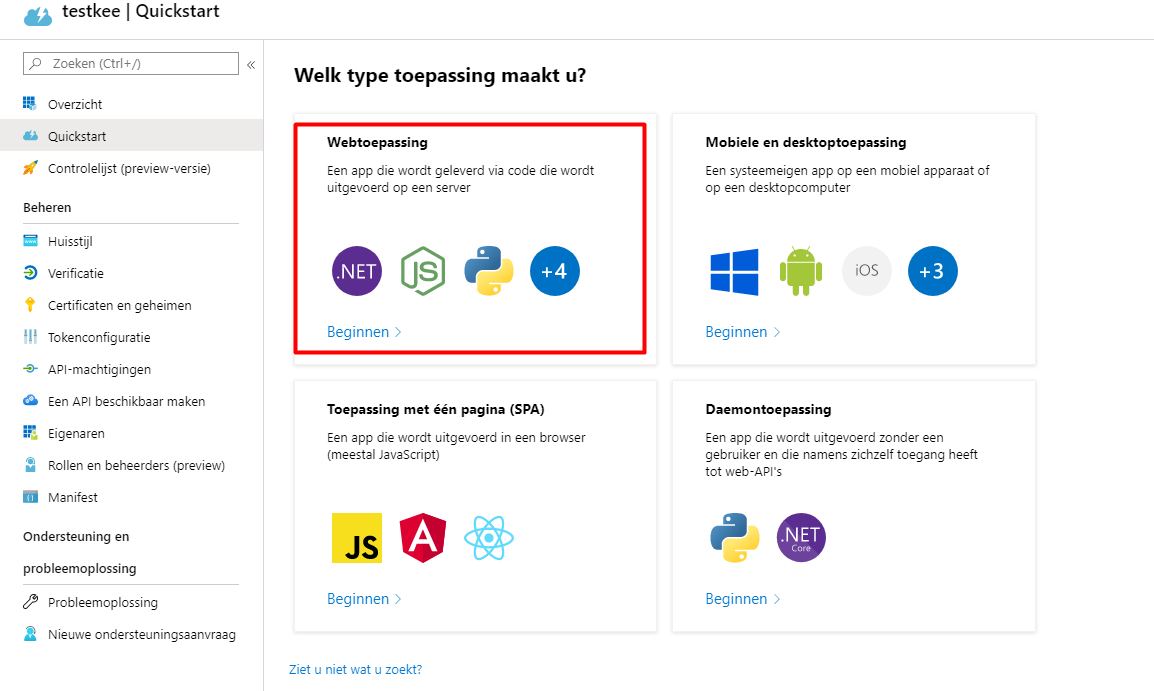 testkee | Quickstart
Zoeken (Ctrl+/)
«
Overzicht
Quickstart
Controlelijst (preview-versie)
Beheren
Huisstijl
Verificatie
Certificaten en geheimen
Tokenconfiguratie
API-machtigingen
Een API beschikbaar maken
Eigenaren
Rollen en beheerders (preview)
Manifest
Ondersteuning en
probleemoplossing
Probleemoplossing
Nieuwe ondersteuningsaanvraag
Welk type toepassing maakt u?
Webtoepassing
Een app die wordt geleverd via code die wordt
uitgevoerd op een server
.NET
JS
+4
Beginnen
Mobiele en desktoptoepassing
Een systeemeigen app op een mobiel apparaat of
op een desktopcomputer
iOS
+3
Beginnen
Toepassing met één pagina (SPA)
Een app die wordt uitgevoerd in een browser
(meestal JavaScript)
JS
A
Beginnen
Daemontoepassing
Een app die wordt uitgevoerd zonder een
gebruiker en die namens zichzelf toegang heeft
tot web-API's
.NET
Core
Beginnen
Ziet u niet wat u zoekt?